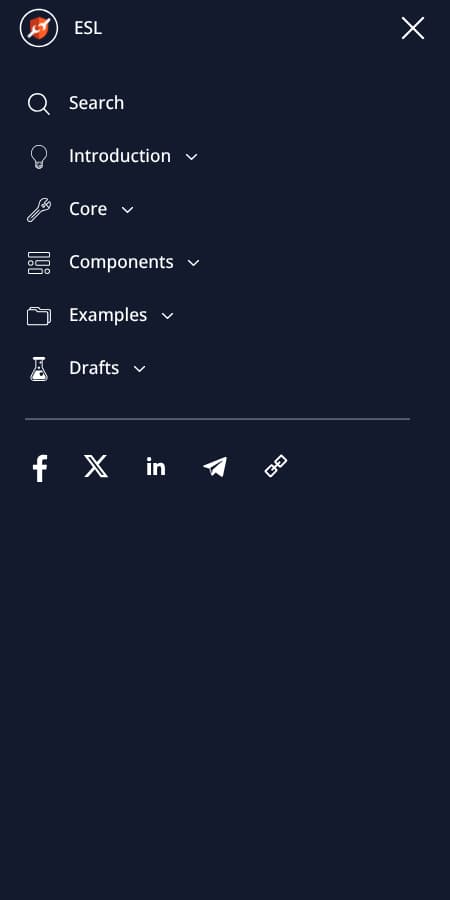 ESL
Search
Introduction
Core
Components
Examples
Drafts